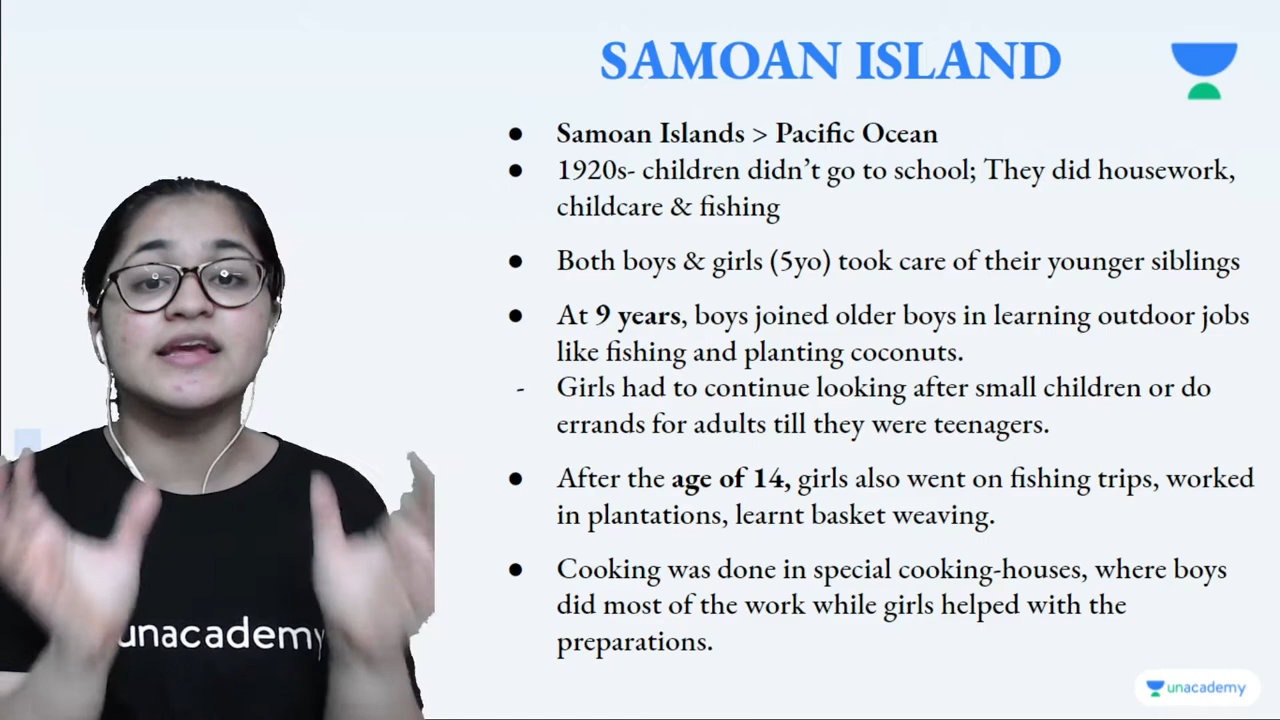 SAMOAN ISLAND
● Samoan Islands > Pacific Ocean
● 1920s- children didn’t go to school; They did housework,
childcare & fishing
● Both boys & girls (5yo) took care of their younger siblings
● At 9 years, boys joined older boys in learning outdoor jobs
like fishing and planting coconuts.
- Girls had to continue looking after small children or do
errands for adults till they were teenagers.
● After the age of 14, girls also went on fishing trips, worked
in plantations, learnt basket weaving.
● Cooking was done in special cooking-houses, where boys
did most of the work while girls helped with the
preparations.
unacademy
unacademy